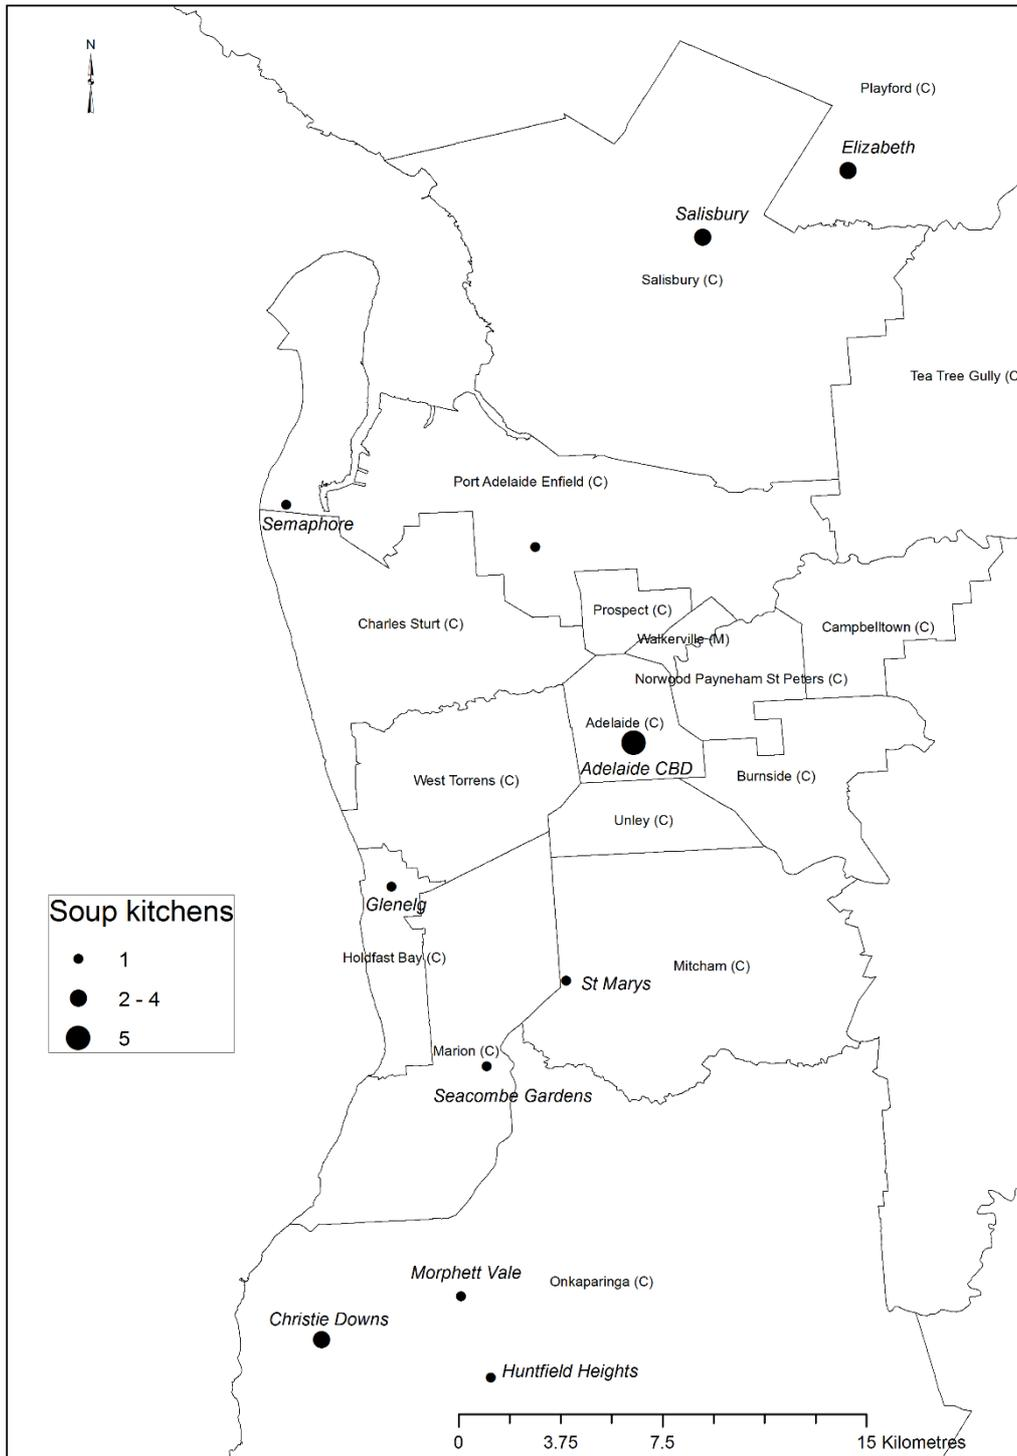 N
Playford (C)
Elizabeth
Salisbury
Salisbury (C)
Tea Tree Gully (C
Port Adelaide Enfield (C)
Semaphore
Prospect (C)
Charles Sturt (C)
Campbelltown (C)
Walkerville (M)
Norwood Payneham St Peters (C)
Adelaide (C)
Adelaide CBD
West Torrens (C)
Burnside (C)
Unley (C)
Glenelg
Holdfast Bay (C)
Mitcham (C)
St Marys
Soup kitchens
1
2 - 4
5
Marion (C)
Seacombe Gardens
Morphett Vale
Onkaparinga (C)
Christie Downs
Huntfield Heights
0 3.75 7.5 15 Kilometres